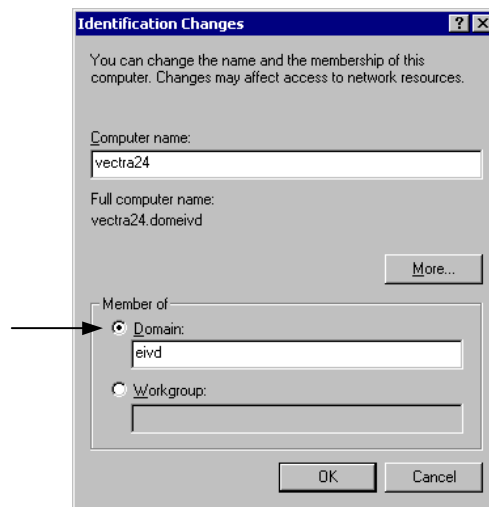 Identification Changes
You can change the name and the membership of this
computer. Changes may affect access to network resources.
Computer name:
vectra24
Full computer name:
vectra24.domeivd
More...
Member of
Domain:
eivd
Workgroup:
OK Cancel